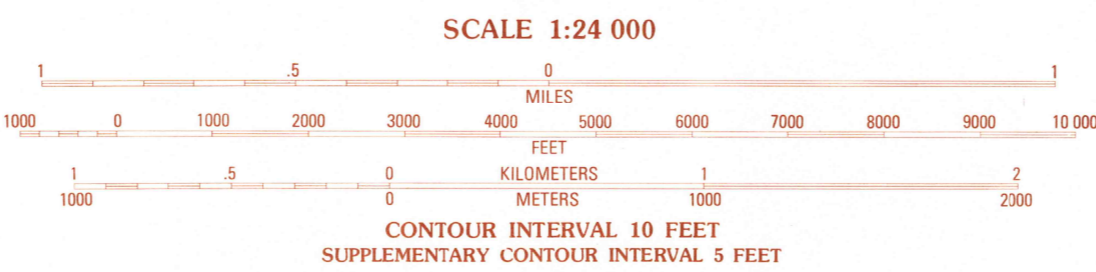 SCALE 1:24 000
1 .5 0 1
MILES
1000 0 1000 2000 3000 4000 5000 6000 7000 8000 9000 10 000
FEET
1 .5 0 KILOMETERS 1 2
1000 0 METERS 1000 2000
CONTOUR INTERVAL 10 FEET
SUPPLEMENTARY CONTOUR INTERVAL 5 FEET